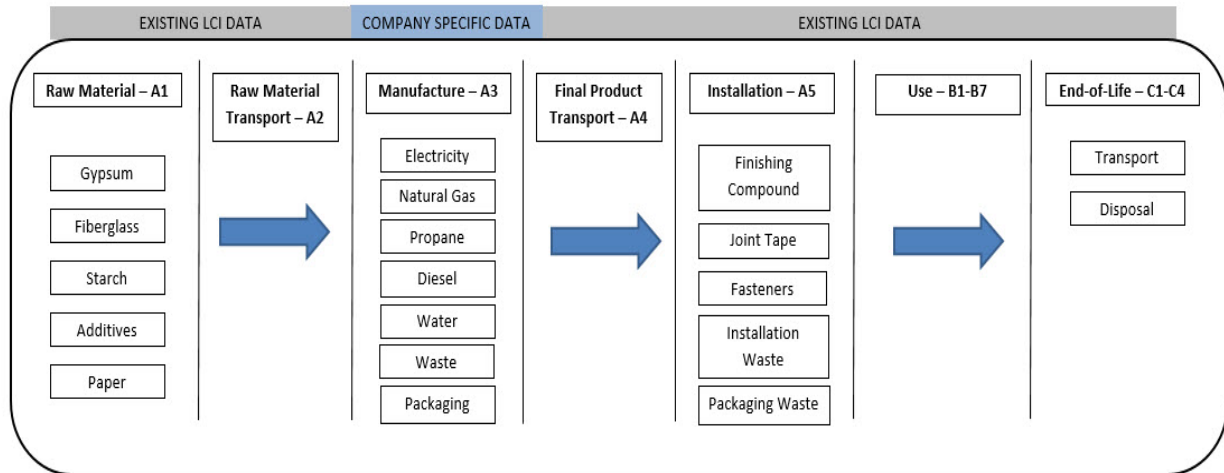 EXISTING LCI DATA
COMPANY SPECIFIC DATA
EXISTING LCI DATA
Raw Material – A1
Gypsum
Fiberglass
Starch
Additives
Paper
Raw Material
Transport – A2
Manufacture – A3
Electricity
Natural Gas
Propane
Diesel
Water
Waste
Packaging
Final Product
Transport – A4
Installation – A5
Finishing
Compound
Joint Tape
Fasteners
Installation
Waste
Packaging Waste
Use – B1-B7
End-of-Life – C1-C4
Transport
Disposal